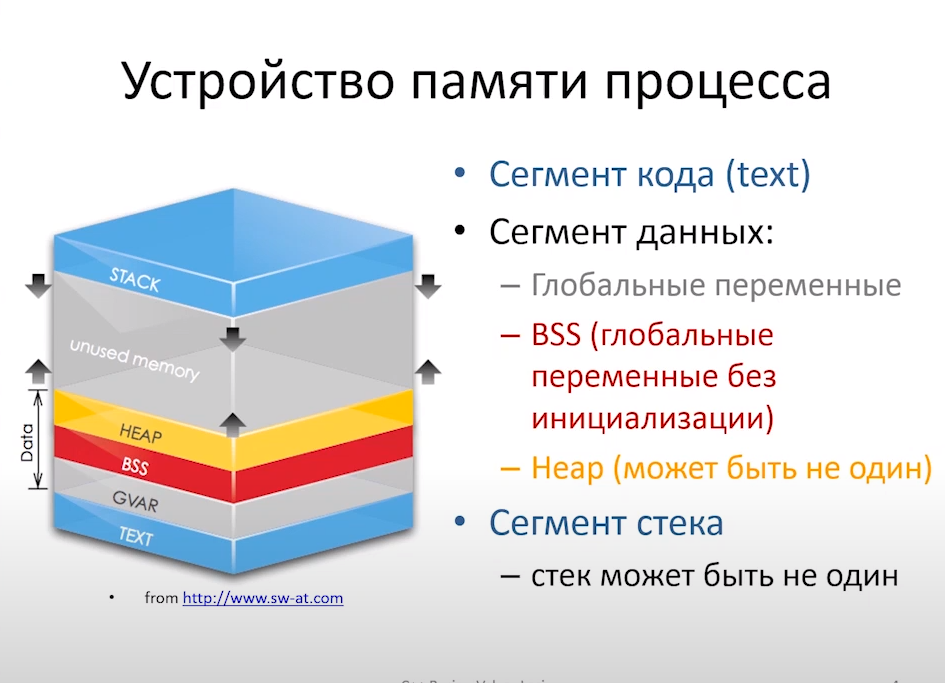 Устройство памяти процесса
STACK
unused memory
Data
HEAP
BSS
GVAR
TEXT
• from http://www.sw-at.com
• Сегмент кода (text)
• Сегмент данных:
– Глобальные переменные
– BSS (глобальные
переменные без
инициализации)
– Heap (может быть не один)
• Сегмент стека
– стек может быть не один